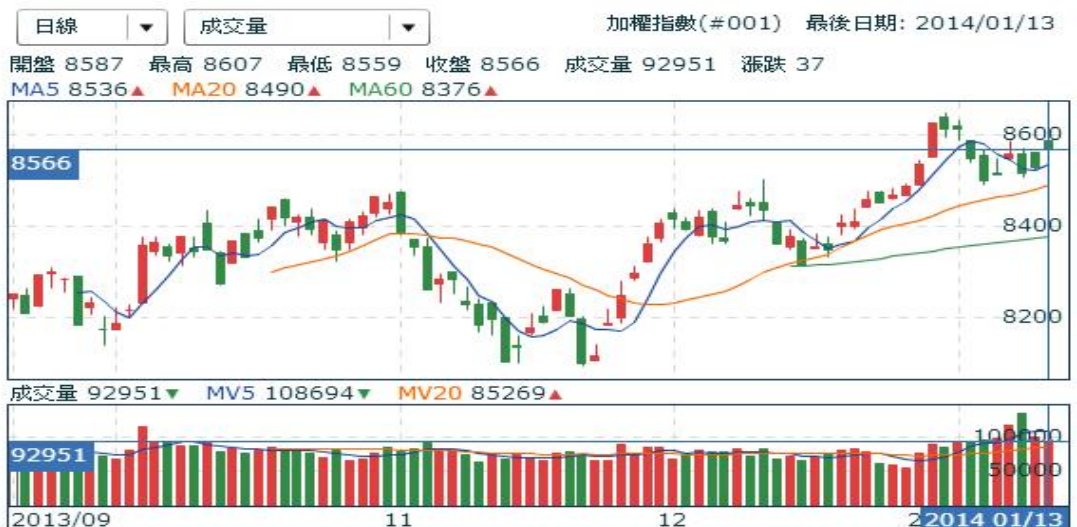 日線 成交量 加權指數(#001) 最後日期: 2014/01/13
開盤 8587 最高 8607 最低 8559 收盤 8566 成交量 92951 漲跌 37
MA5 8536▲ MA20 8490▲ MA60 8376▲
8600
8566
8400
8200
成交量 92951▼ MV5 108694▼ MV20 85269▲
100000
92951
50000
2013/09 11 12 2 2014 01/13